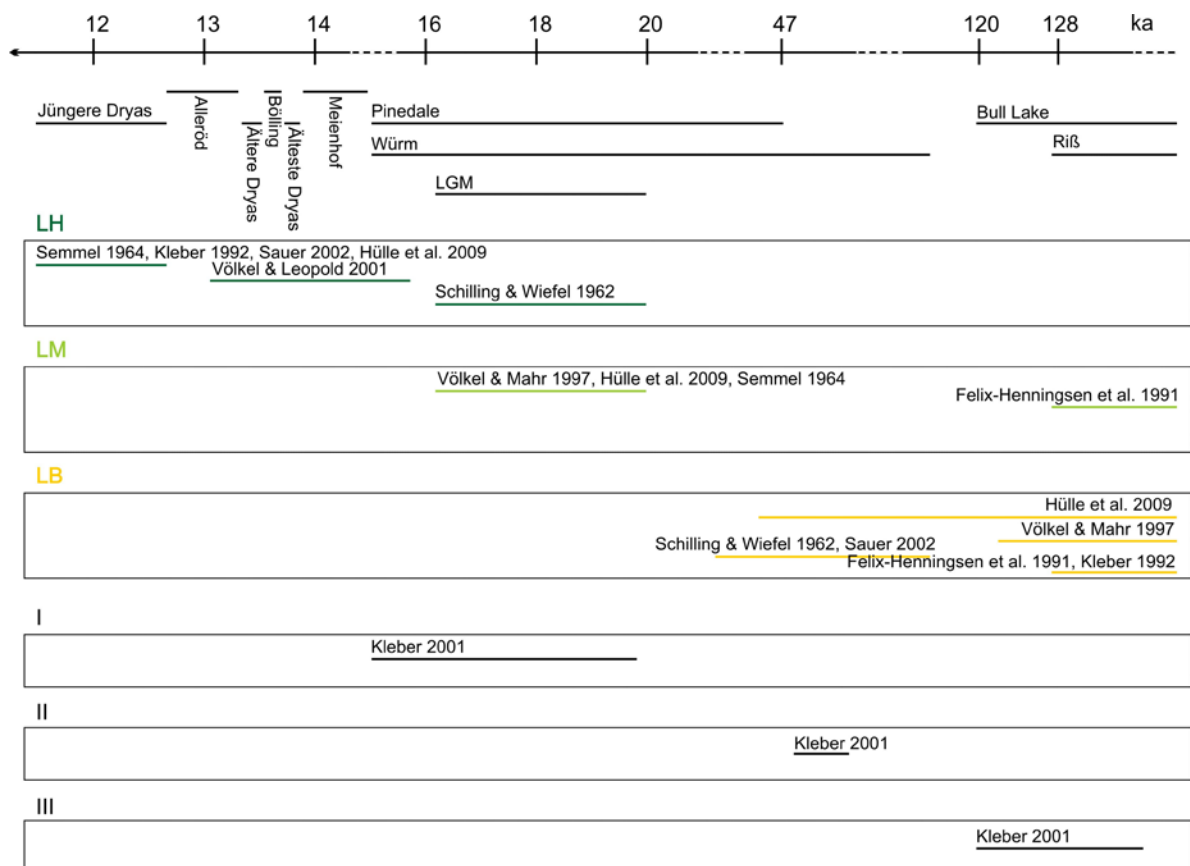 12 13 14 16 18 20 47 120 128 ka
Jüngere Dryas
Alleröd
Ältere Dryas
Bölling
Älteste Dryas
Meienhof
Pinedale
Bull Lake
Würm
Riß
LGM
LH
Semmel 1964, Kleber 1992, Sauer 2002, Hülle et al. 2009
Völkel & Leopold 2001
Schilling & Wiefel 1962
LM
Völkel & Mahr 1997, Hülle et al. 2009, Semmel 1964
Felix-Henningsen et al. 1991
LB
Hülle et al. 2009
Völkel & Mahr 1997
Schilling & Wiefel 1962, Sauer 2002
Felix-Henningsen et al. 1991, Kleber 1992
I
Kleber 2001
II
Kleber 2001
III
Kleber 2001